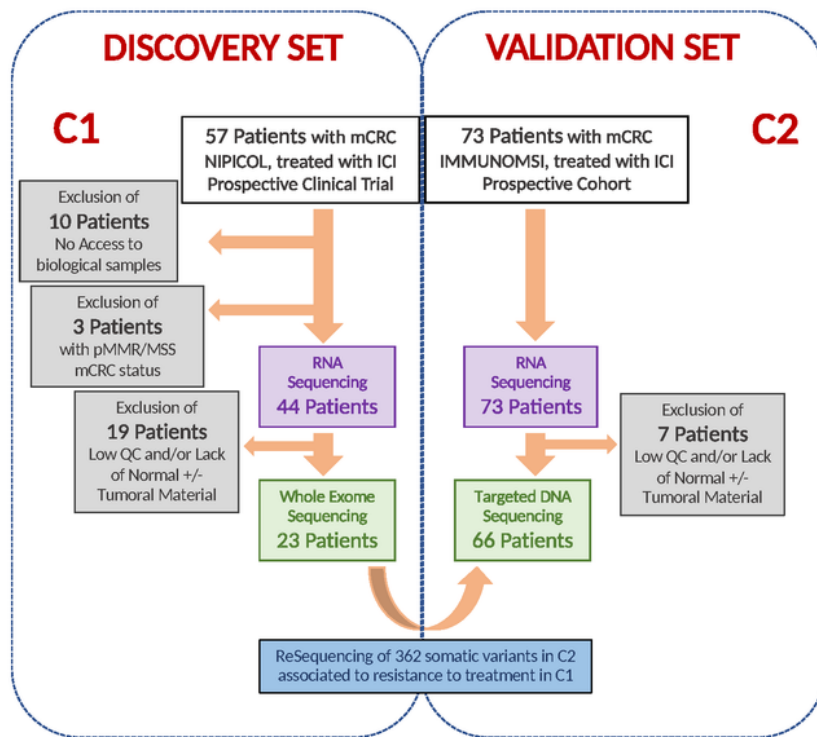 DISCOVERY SET
VALIDATION SET
C1
C2
57 Patients with mCRC
NIPICOL, treated with ICI
Prospective Clinical Trial
73 Patients with mCRC
IMMUNOMSI, treated with ICI
Prospective Cohort
Exclusion of
10 Patients
No Access to
biological samples
Exclusion of
3 Patients
with pMMR/MSS
mCRC status
RNA
Sequencing
44 Patients
RNA
Sequencing
73 Patients
Exclusion of
19 Patients
Low QC and/or Lack
of Normal +/-
Tumoral Material
Exclusion of
7 Patients
Low QC and/or Lack
of Normal +/-
Tumoral Material
Whole Exome
Sequencing
23 Patients
Targeted DNA
Sequencing
66 Patients
ReSequencing of 362 somatic variants in C2
associated to resistance to treatment in C1